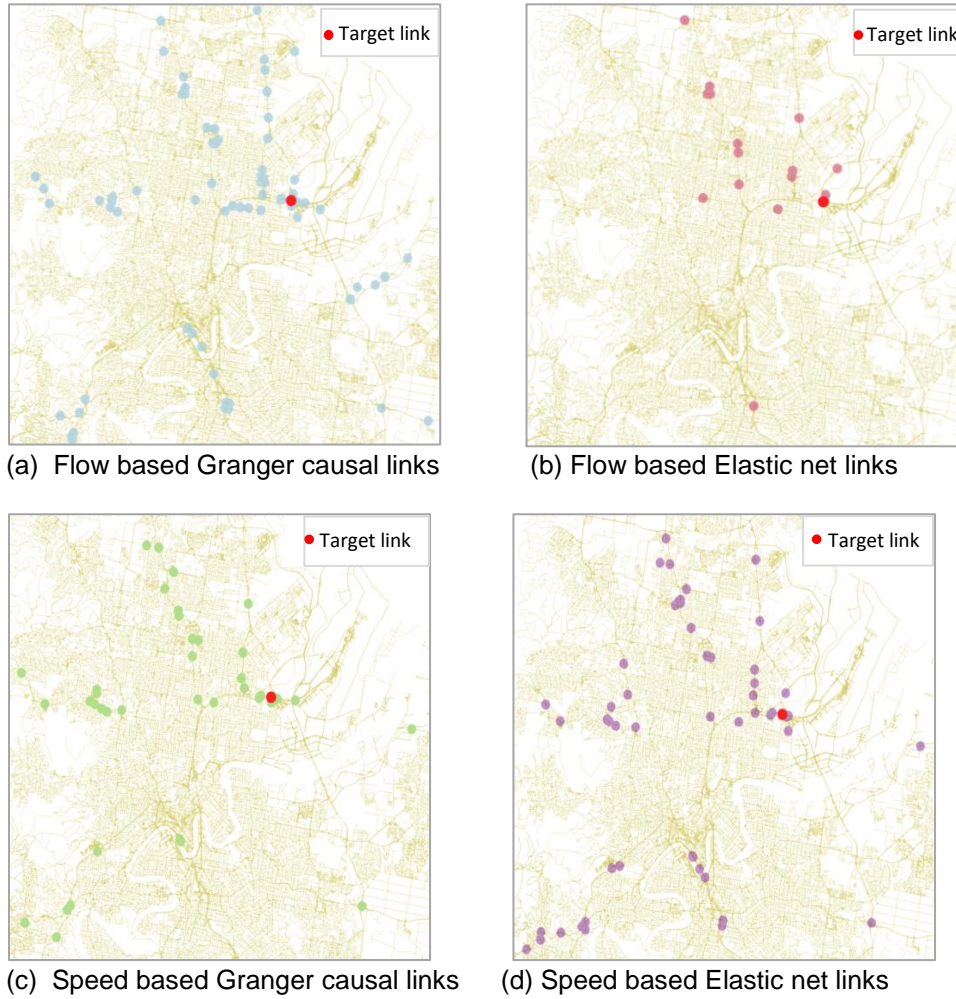 Target link
Target link
(a) Flow based Granger causal links
(b) Flow based Elastic net links
Target link
Target link
(c) Speed based Granger causal links
(d) Speed based Elastic net links